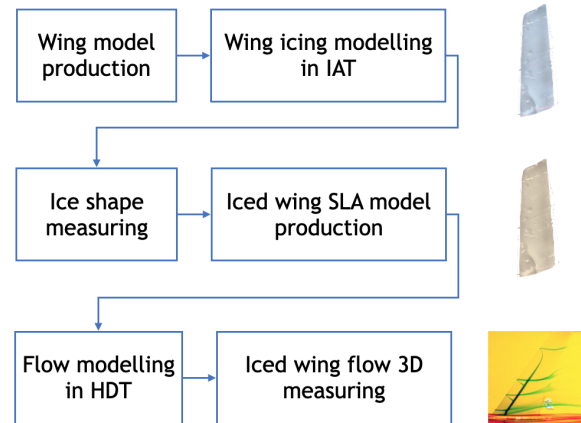 Wing model
production
Wing icing modelling
in IAT
Ice shape
measuring
Iced wing SLA model
production
Flow modelling
in HDT
Iced wing flow 3D
measuring